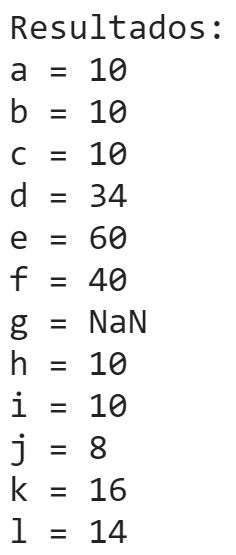 Resultados:
a = 10
b = 10
c = 10
d = 34
e = 60
f = 40
g = NaN
h = 10
i = 10
j = 8
k = 16
l = 14